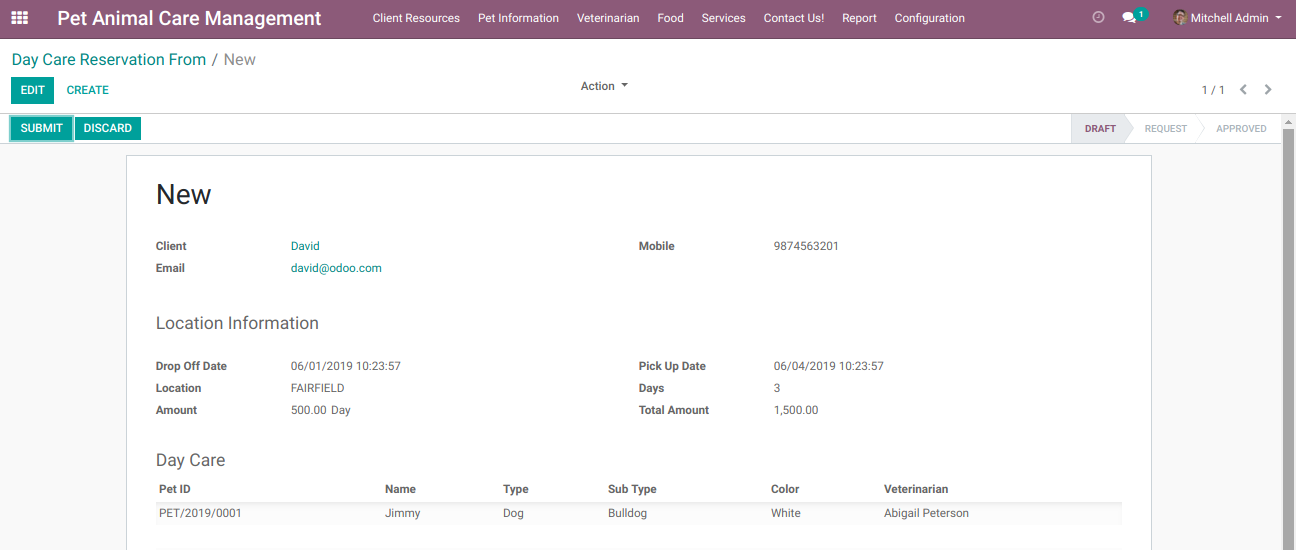 Pet Animal Care Management Client Resources Pet Information Veterinarian Food Services Contact Us! Report Configuration 1 Mitchell Admin
Day Care Reservation From / New
EDIT CREATE Action 1 / 1
SUBMIT DISCARD DRAFT REQUEST APPROVED
New
Client David Mobile 9874563201
Email david@odoo.com
Location Information
Drop Off Date 06/01/2019 10:23:57 Pick Up Date 06/04/2019 10:23:57
Location FAIRFIELD Days 3
Amount 500.00 Day Total Amount 1,500.00
Day Care
Pet ID Name Type Sub Type Color Veterinarian
PET/2019/0001 Jimmy Dog Bulldog White Abigail Peterson